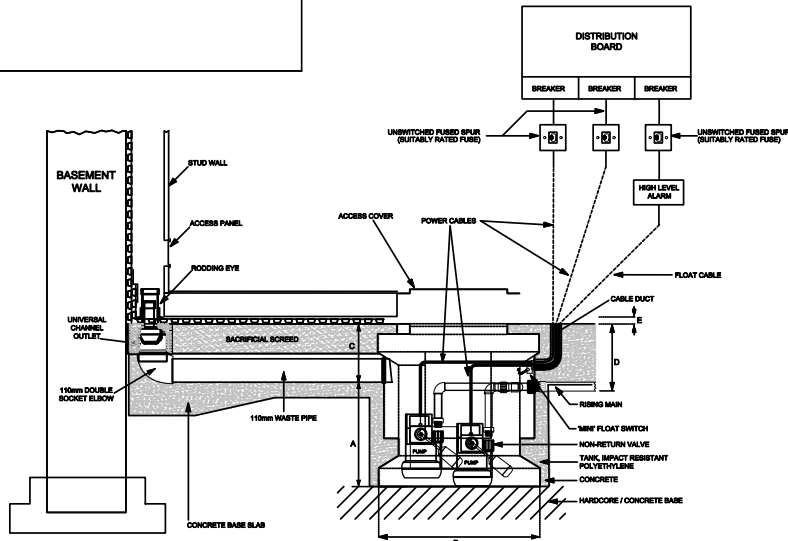 DISTRIBUTION
BOARD
BREAKER
BREAKER
BREAKER
UNSWITCHED FUSED SPUR
(SUITABLY RATED FUSE)
UNSWITCHED FUSED SPUR
(SUITABLY RATED FUSE)
BASEMENT
WALL
STUD WALL
HIGH LEVEL
ALARM
ACCESS PANEL
ACCESS COVER
POWER CABLES
RODDING EYE
FLOAT CABLE
CABLE DUCT
UNIVERSAL
CHANNEL
OUTLET
SACRIFICIAL SCREED
E
C
D
110mm DOUBLE
SOCKET ELBOW
110mm WASTE PIPE
RISING MAIN
'MINI' FLOAT SWITCH
A
NON-RETURN VALVE
PUMP
PUMP
TANK, IMPACT RESISTANT
POLYETHYLENE
CONCRETE
HARDCORE / CONCRETE BASE
CONCRETE BASE SLAB